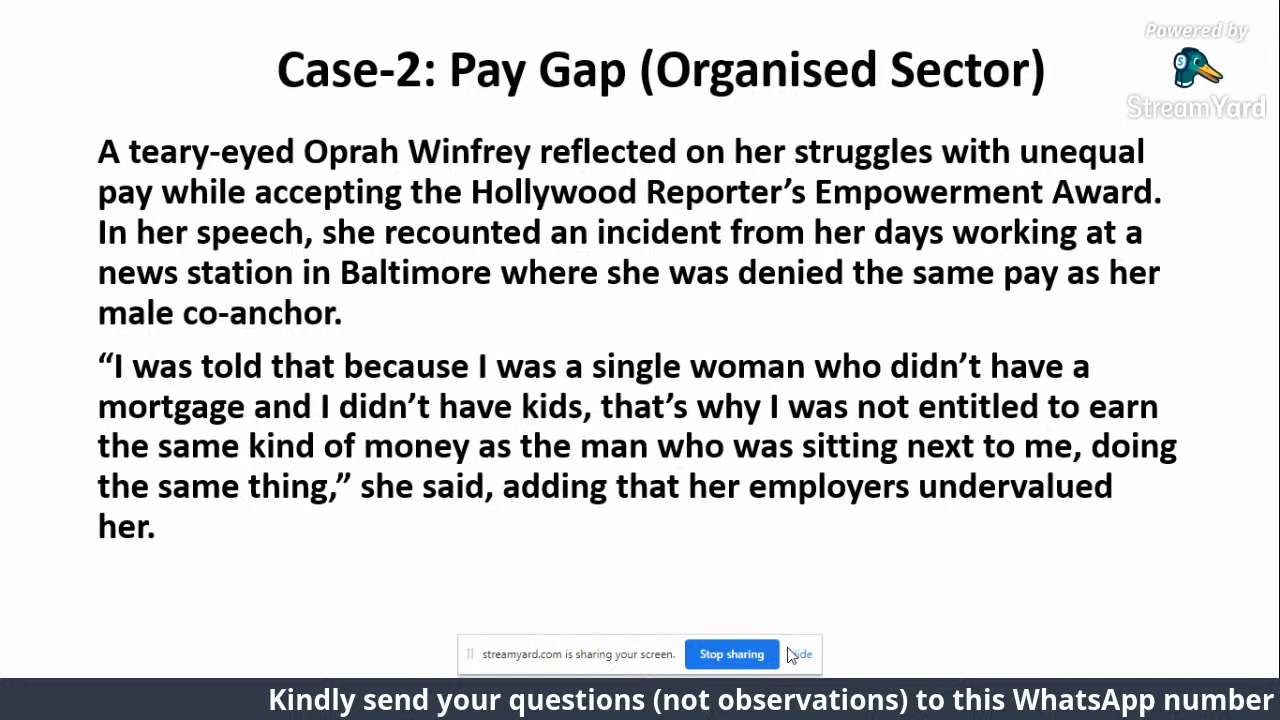 Powered by
StreamYard
Case-2: Pay Gap (Organised Sector)
A teary-eyed Oprah Winfrey reflected on her struggles with unequal
pay while accepting the Hollywood Reporter’s Empowerment Award.
In her speech, she recounted an incident from her days working at a
news station in Baltimore where she was denied the same pay as her
male co-anchor.
“I was told that because I was a single woman who didn’t have a
mortgage and I didn’t have kids, that’s why I was not entitled to earn
the same kind of money as the man who was sitting next to me, doing
the same thing,” she said, adding that her employers undervalued
her.
streamyard.com is sharing your screen. Stop sharing Hide
Kindly send your questions (not observations) to this WhatsApp number